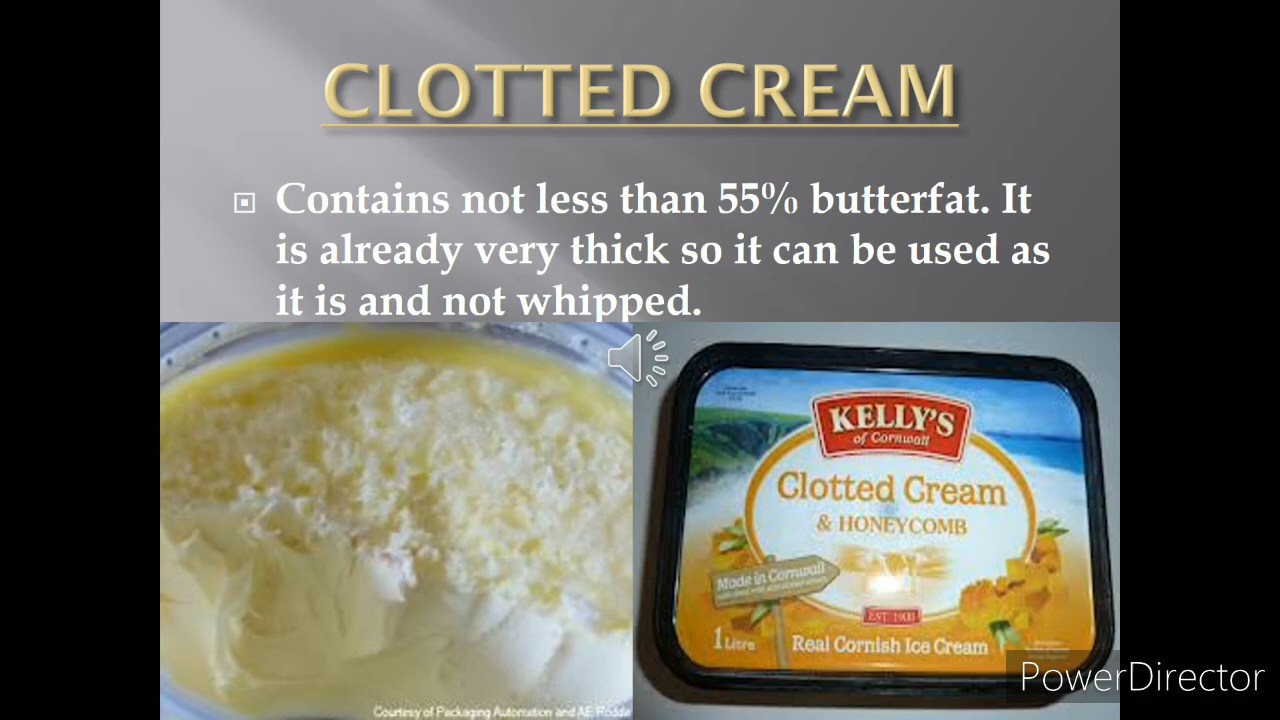 CLOTTED CREAM
Contains not less than 55% butterfat. It
is already very thick so it can be used as
it is and not whipped.
KELLY'S
of Cornwall
Clotted Cream
& HONEYCOMB
Made in Cornwall
EST 1900
1 Litre
Real Cornish Ice Cream
Courtesy of Packaging Automation and AE Rodda
PowerDirector